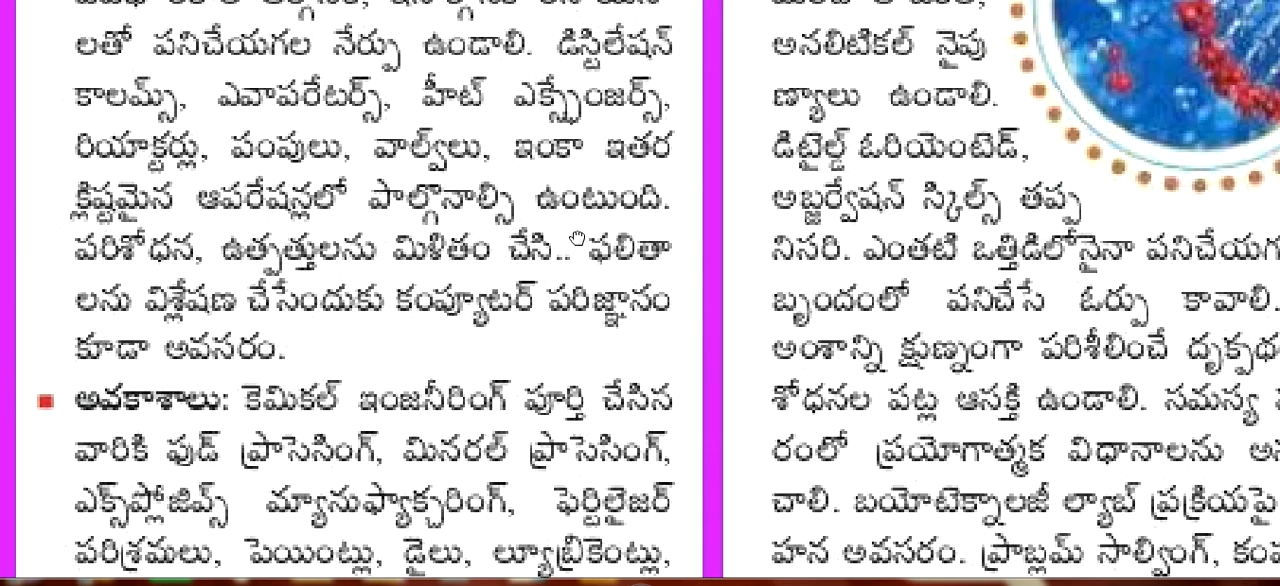 లతో పనిచేయగల నేర్పు ఉండాలి. డిస్టిలేషన్
కాలమ్స్, ఎవాపరేటర్స్, హీట్ ఎక్స్ఛేంజర్స్,
రియాక్టర్లు, పంపులు, వాల్వ్‌లు, ఇంకా ఇతర
క్లిష్టమైన ఆపరేషన్లలో పాల్గొనాల్సి ఉంటుంది.
పరిశోధన, ఉత్పత్తులను మిళితం చేసి.. ఫలితా
లను విశ్లేషణ చేసేందుకు కంప్యూటర్ పరిజ్ఞానం
కూడా అవసరం.
అవకాశాలు: కెమికల్ ఇంజనీరింగ్ పూర్తి చేసిన
వారికి ఫుడ్ ప్రాసెసింగ్, మినరల్ ప్రాసెసింగ్,
ఎక్స్‌ప్లోజివ్స్ మ్యానుఫ్యాక్చరింగ్, ఫెర్టిలైజర్
పరిశ్రమలు, పెయింట్లు, డైలు, ల్యూబ్రికెంట్లు,
అనలిటికల్ నైపు
ణ్యాలు ఉండాలి.
డిటైల్డ్ ఓరియెంటెడ్,
అబ్జర్వేషన్ స్కిల్స్ తప్ప
నిసరి. ఎంతటి ఒత్తిడిలోనైనా పనిచేయగ
బృందంలో పనిచేసే ఓర్పు కావాలి.
అంశాన్ని క్షుణ్నంగా పరిశీలించే దృక్పథ
శోధనల పట్ల ఆసక్తి ఉండాలి. సమన్య
రంలో ప్రయోగాత్మక విధానాలను
చాలి. బయోటెక్నాలజీ ల్యాబ్ ప్రక్రియపై
హన అవసరం. ప్రాబ్లమ్ సాల్వింగ్,